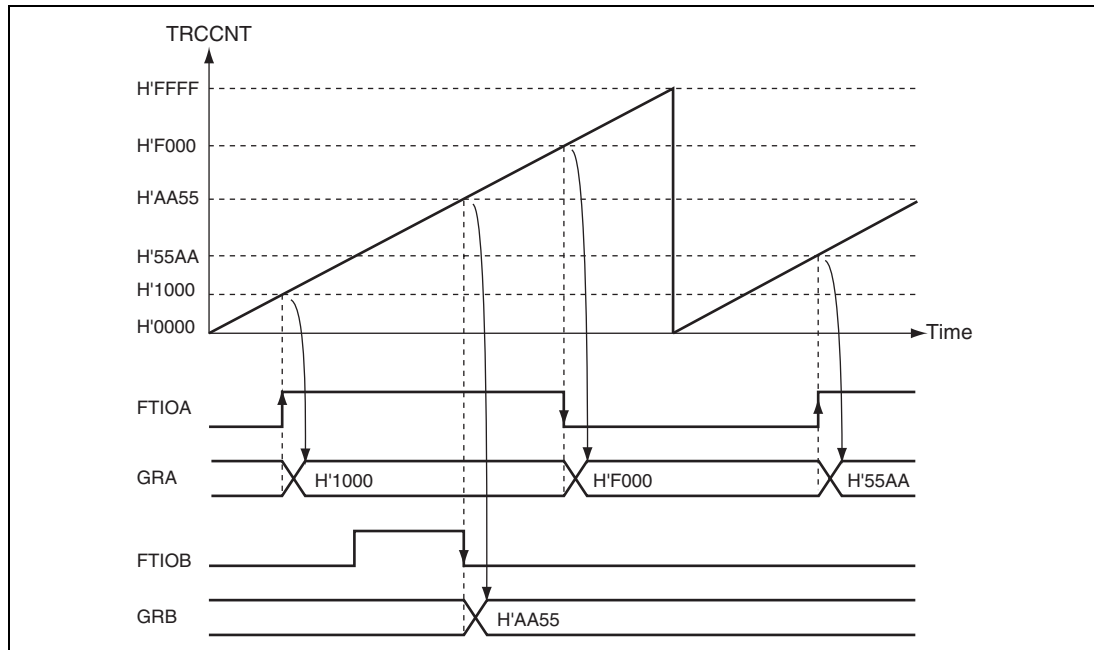 TRCCNT
H'FFFF
H'F000
H'AA55
H'55AA
H'1000
H'0000
Time
FTIOA
GRA
H'1000
H'F000
H'55AA
FTIOB
GRB
H'AA55